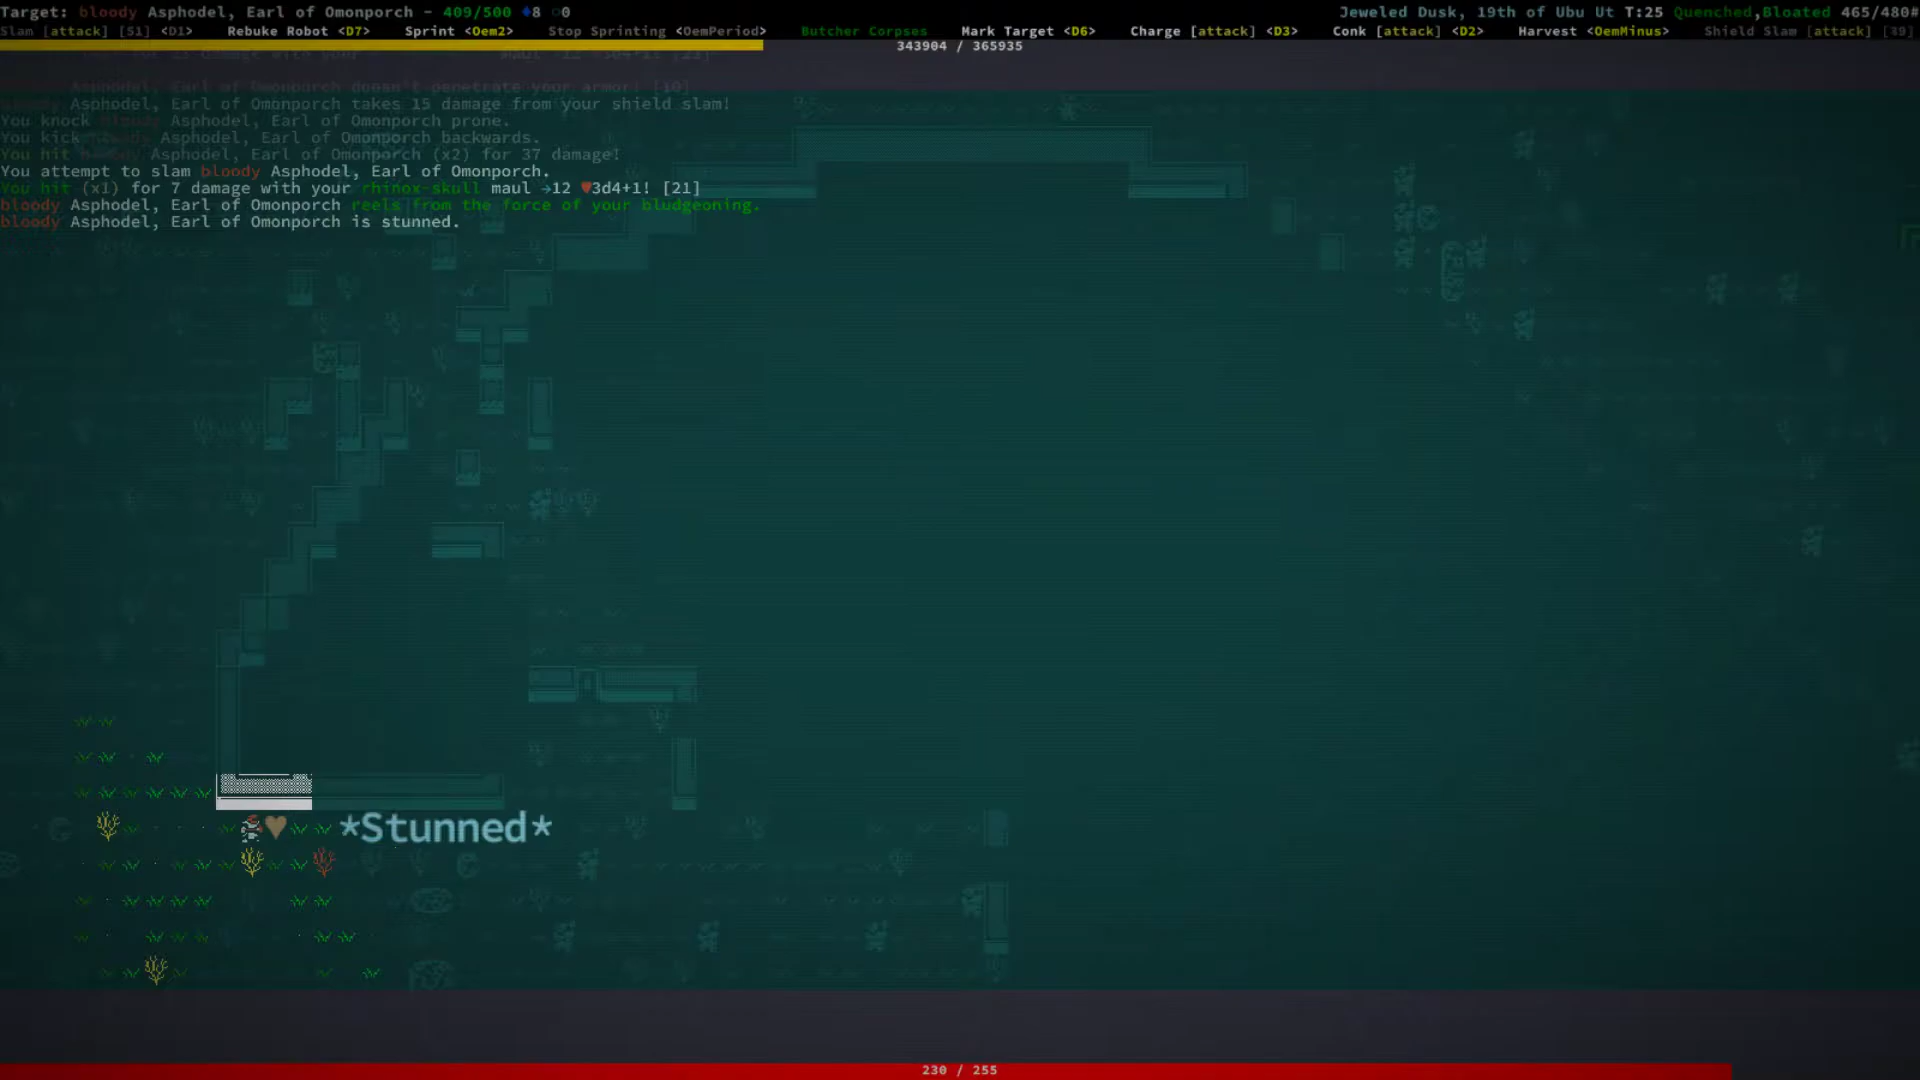 Target: bloody Asphodel, Earl of Omonporch - 409/500 ♦8 ○0 Jeweled Dusk, 19th of Ubu Ut T:25 Quenched,Bloated 465/480#
Slam [attack] [51] <D1> Rebuke Robot <D7> Sprint <Oem2> Stop Sprinting <OemPeriod> Butcher Corpses Mark Target <D6> Charge [attack] <D3> Conk [attack] <D2> Harvest <OemMinus> Shield Slam [attack] [39]
343904 / 365935
Asphodel, Earl of Omonporch doesn't penetrate your armor! [10]
bloody Asphodel, Earl of Omonporch takes 15 damage from your shield slam!
You knock bloody Asphodel, Earl of Omonporch prone.
You kick bloody Asphodel, Earl of Omonporch backwards.
You hit bloody Asphodel, Earl of Omonporch (x2) for 37 damage!
You attempt to slam bloody Asphodel, Earl of Omonporch.
You hit (x1) for 7 damage with your rhinox-skull maul →12 ♥3d4+1! [21]
bloody Asphodel, Earl of Omonporch reels from the force of your bludgeoning.
bloody Asphodel, Earl of Omonporch is stunned.
*Stunned*
230 / 255